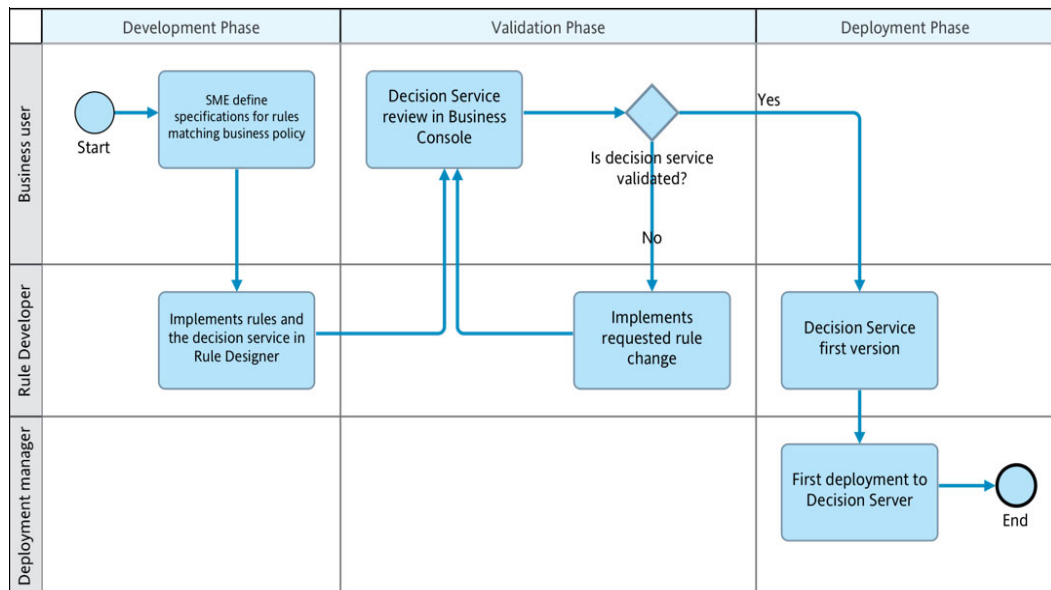 Development Phase
Validation Phase
Deployment Phase
Business user
Start
SME define
specifications for rules
matching business policy
Decision Service
review in Business
Console
Is decision service
validated?
Yes
No
Rule Developer
Implements rules and
the decision service in
Rule Designer
Implements
requested rule
change
Decision Service
first version
Deployment manager
First deployment to
Decision Server
End